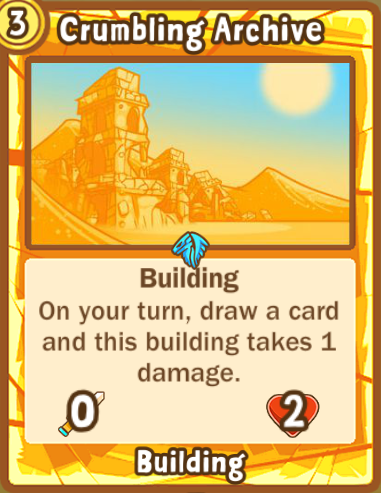 3
Crumbling Archive
Building
On your turn, draw a card
and this building takes 1
damage.
0
2
Building